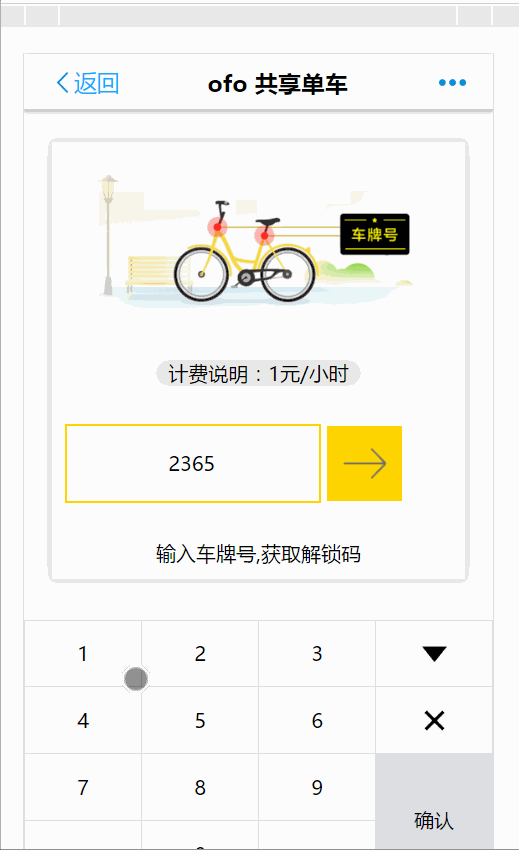 返回 ofo 共享单车
车牌号
计费说明：1元/小时
2365
输入车牌号,获取解锁码
1 2 3
4 5 6
7 8 9
确认